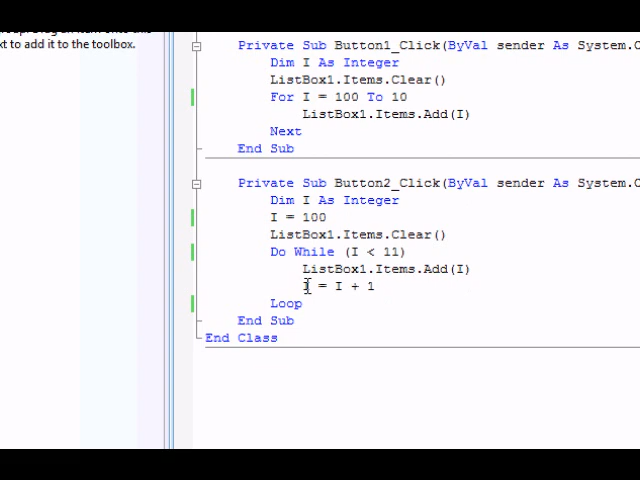 xt to add it to the toolbox.
Private Sub Button1_Click(ByVal sender As System.
Dim I As Integer
ListBox1.Items.Clear()
For I = 100 To 10
ListBox1.Items.Add(I)
Next
End Sub
Private Sub Button2_Click(ByVal sender As System.
Dim I As Integer
I = 100
ListBox1.Items.Clear()
Do While (I < 11)
ListBox1.Items.Add(I)
I = I + 1
Loop
End Sub
End Class